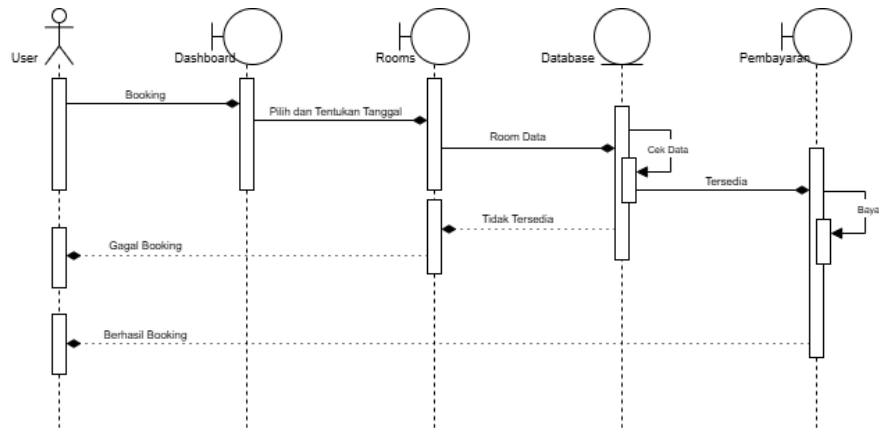 User
Dashboard
Rooms
Database
Pembayaran
Booking
Pilih dan Tentukan Tanggal
Room Data
Cek Data
Tersedia
Baya
Tidak Tersedia
Gagal Booking
Berhasil Booking